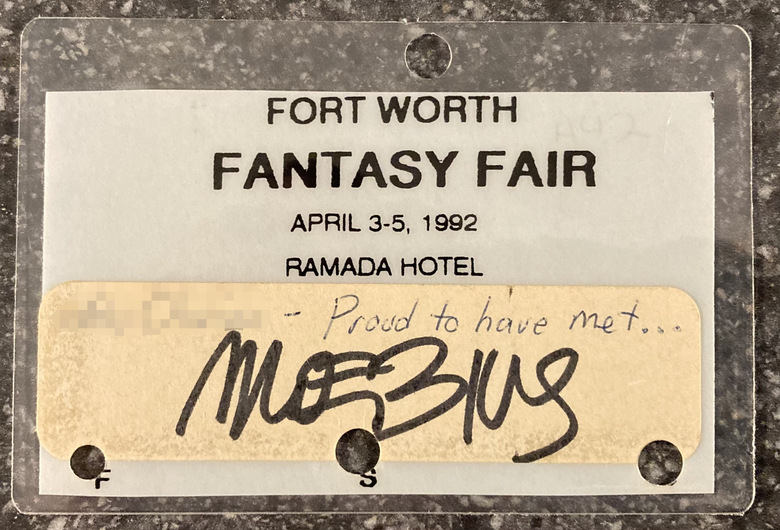 FORT WORTH
FANTASY FAIR
APRIL 3-5, 1992
RAMADA HOTEL
- Proud to have met...
MOEBIUS
F S